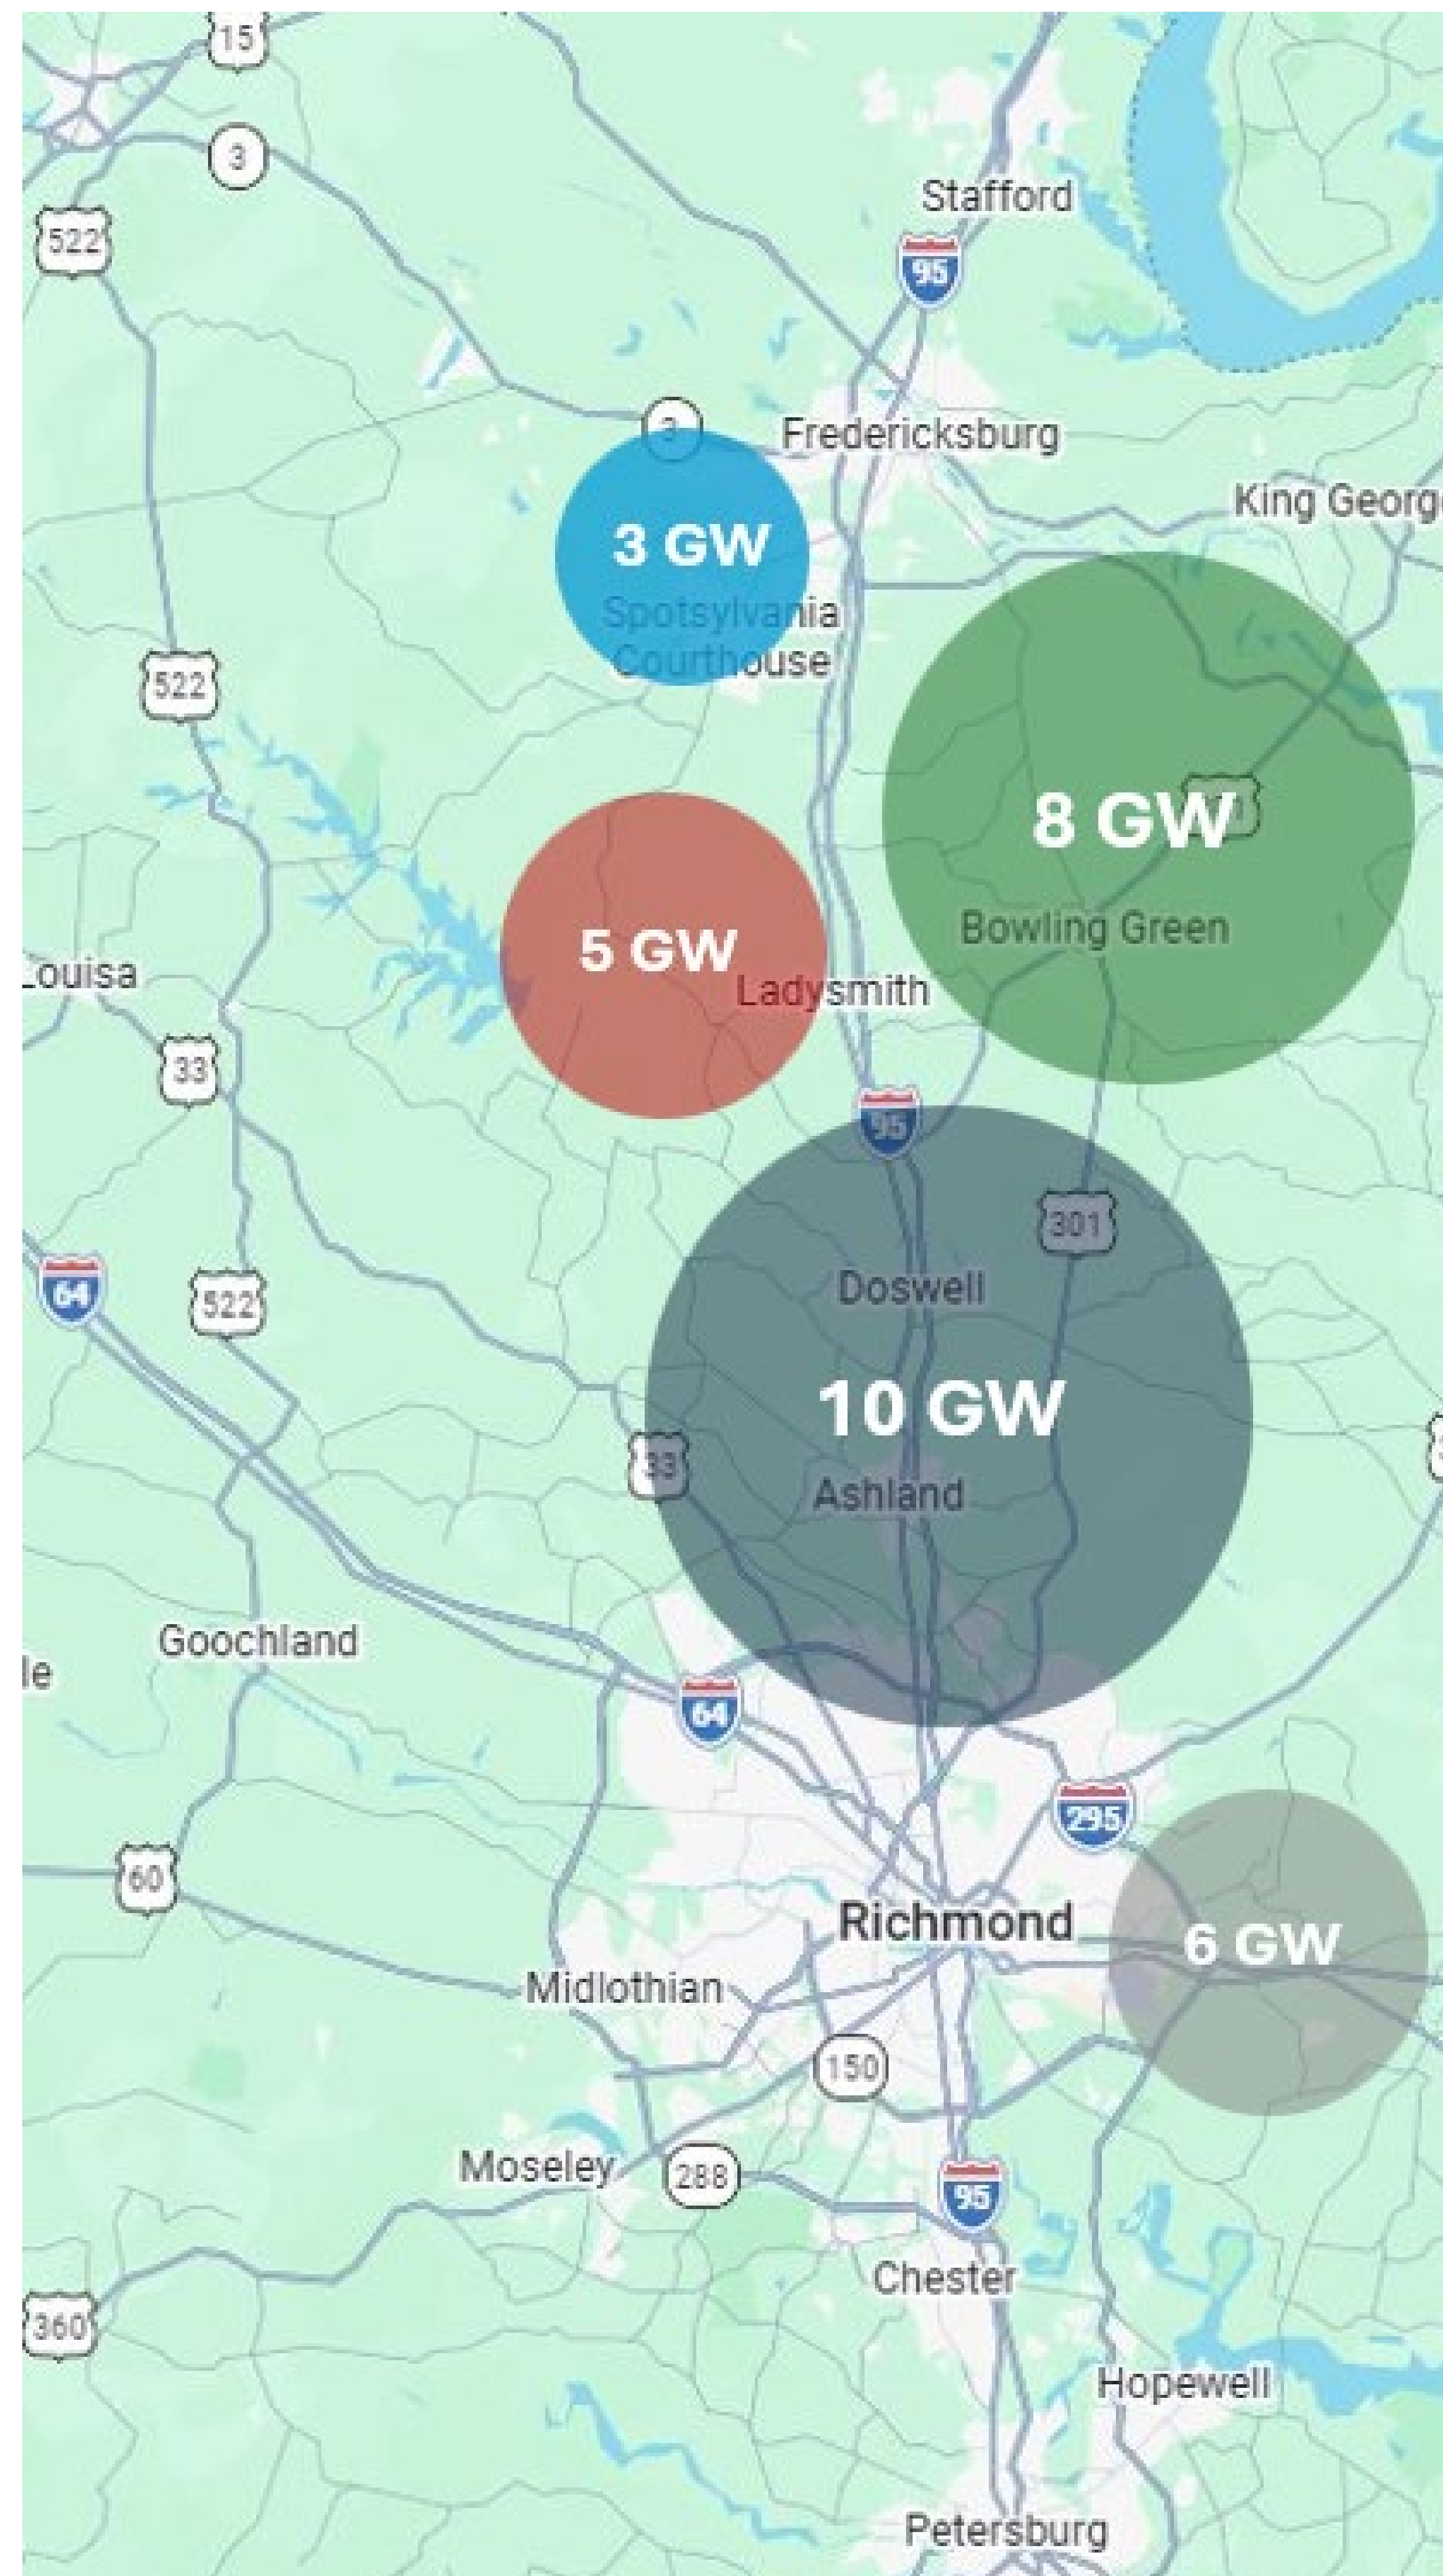 15
3
522
Stafford
95
3
Fredericksburg
King Georg
3 GW
Spotsylvania
Courthouse
522
8 GW
Bowling Green
5 GW
Louisa
Ladysmith
33
95
301
Doswell
64
522
10 GW
33
Ashland
Goochland
le
64
295
60
Richmond
6 GW
Midlothian
150
Moseley
288
95
Chester
360
Hopewell
Petersburg